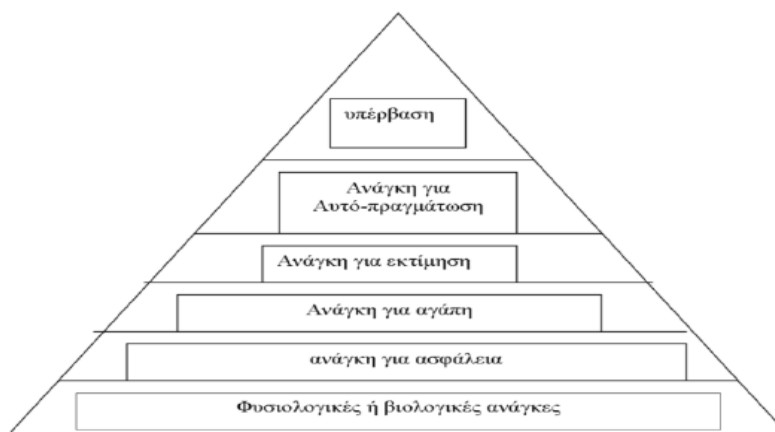 υπέρβαση
Ανάγκη για
Αυτό-πραγμάτωση
Ανάγκη για εκτίμηση
Ανάγκη για αγάπη
ανάγκη για ασφάλεια
Φυσιολογικές ή βιολογικές ανάγκες